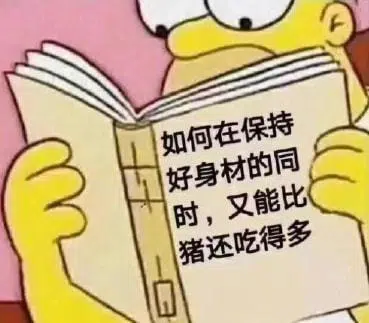 如何在保持
好身材的同
时，又能比
猪还吃得多